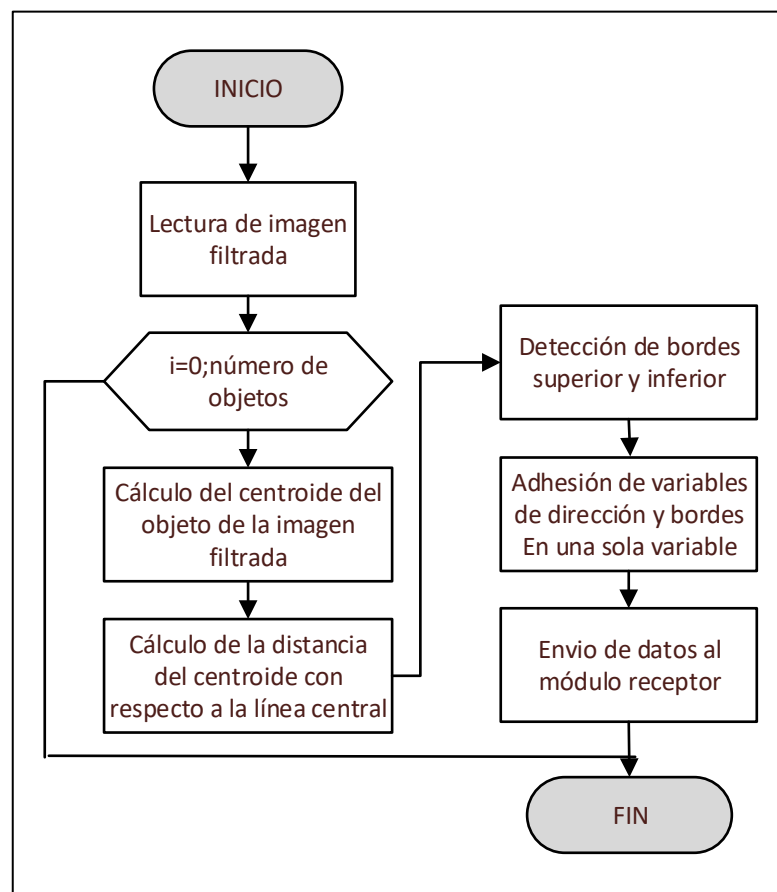 INICIO
Lectura de imagen
filtrada
i=0;número de
objetos
Cálculo del centroide del
objeto de la imagen
filtrada
Cálculo de la distancia
del centroide con
respecto a la línea central
Detección de bordes
superior y inferior
Adhesión de variables
de dirección y bordes
En una sola variable
Envio de datos al
módulo receptor
FIN